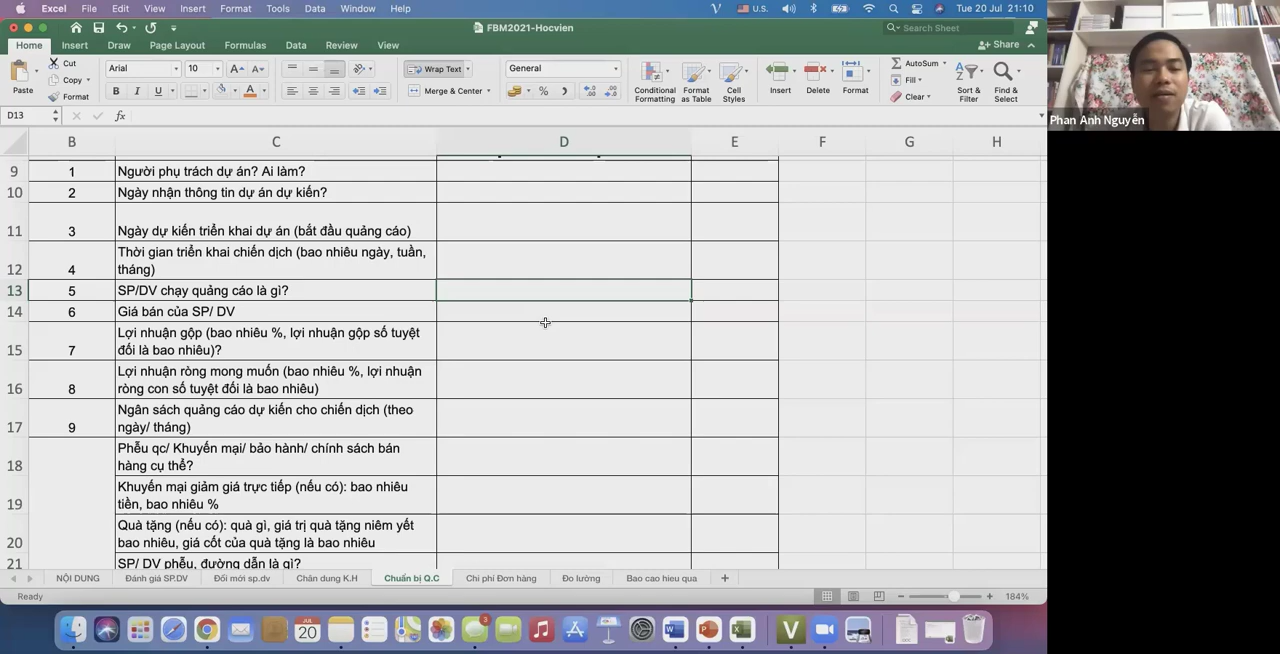 Excel File Edit View Insert Format Tools Data Window Help U.S. Tue 20 Jul 21:10
FBM2021-Hocvien
Search Sheet
Home Insert Draw Page Layout Formulas Data Review View
Share
Paste
Cut
Copy
Format
Arial 10
B I U
Wrap Text
Merge & Center
General
Conditional Formatting
Format as Table
Cell Styles
Insert Delete Format
AutoSum
Fill
Clear
Sort & Filter
Find & Select
D13 fx
B C D E F G H
9 1 Người phụ trách dự án? Ai làm?
10 2 Ngày nhận thông tin dự án dự kiến?
11 3 Ngày dự kiến triển khai dự án (bắt đầu quảng cáo)
12 4 Thời gian triển khai chiến dịch (bao nhiêu ngày, tuần,
tháng)
13 5 SP/DV chạy quảng cáo là gì?
14 6 Giá bán của SP/ DV
15 7 Lợi nhuận gộp (bao nhiêu %, lợi nhuận gộp số tuyệt
đối là bao nhiêu)?
16 8 Lợi nhuận ròng mong muốn (bao nhiêu %, lợi nhuận
ròng con số tuyệt đối là bao nhiêu)
17 9 Ngân sách quảng cáo dự kiến cho chiến dịch (theo
ngày/ tháng)
18 Phễu qc/ Khuyến mại/ bảo hành/ chính sách bán
hàng cụ thể?
19 Khuyến mại giảm giá trực tiếp (nếu có): bao nhiêu
tiền, bao nhiêu %
20 Quà tặng (nếu có): quà gì, giá trị quà tặng niêm yết
bao nhiêu, giá cốt của quà tặng là bao nhiêu
21 SP/ DV phễu, đường dẫn là gì?
NỘI DUNG Đánh giá SP.DV Đổi mới sp.dv Chân dung K.H Chuẩn bị Q.C Chi phí Đơn hàng Đo lường Bao cao hieu qua
Ready
184%
JUL
20
3
Phan Anh Nguyễn